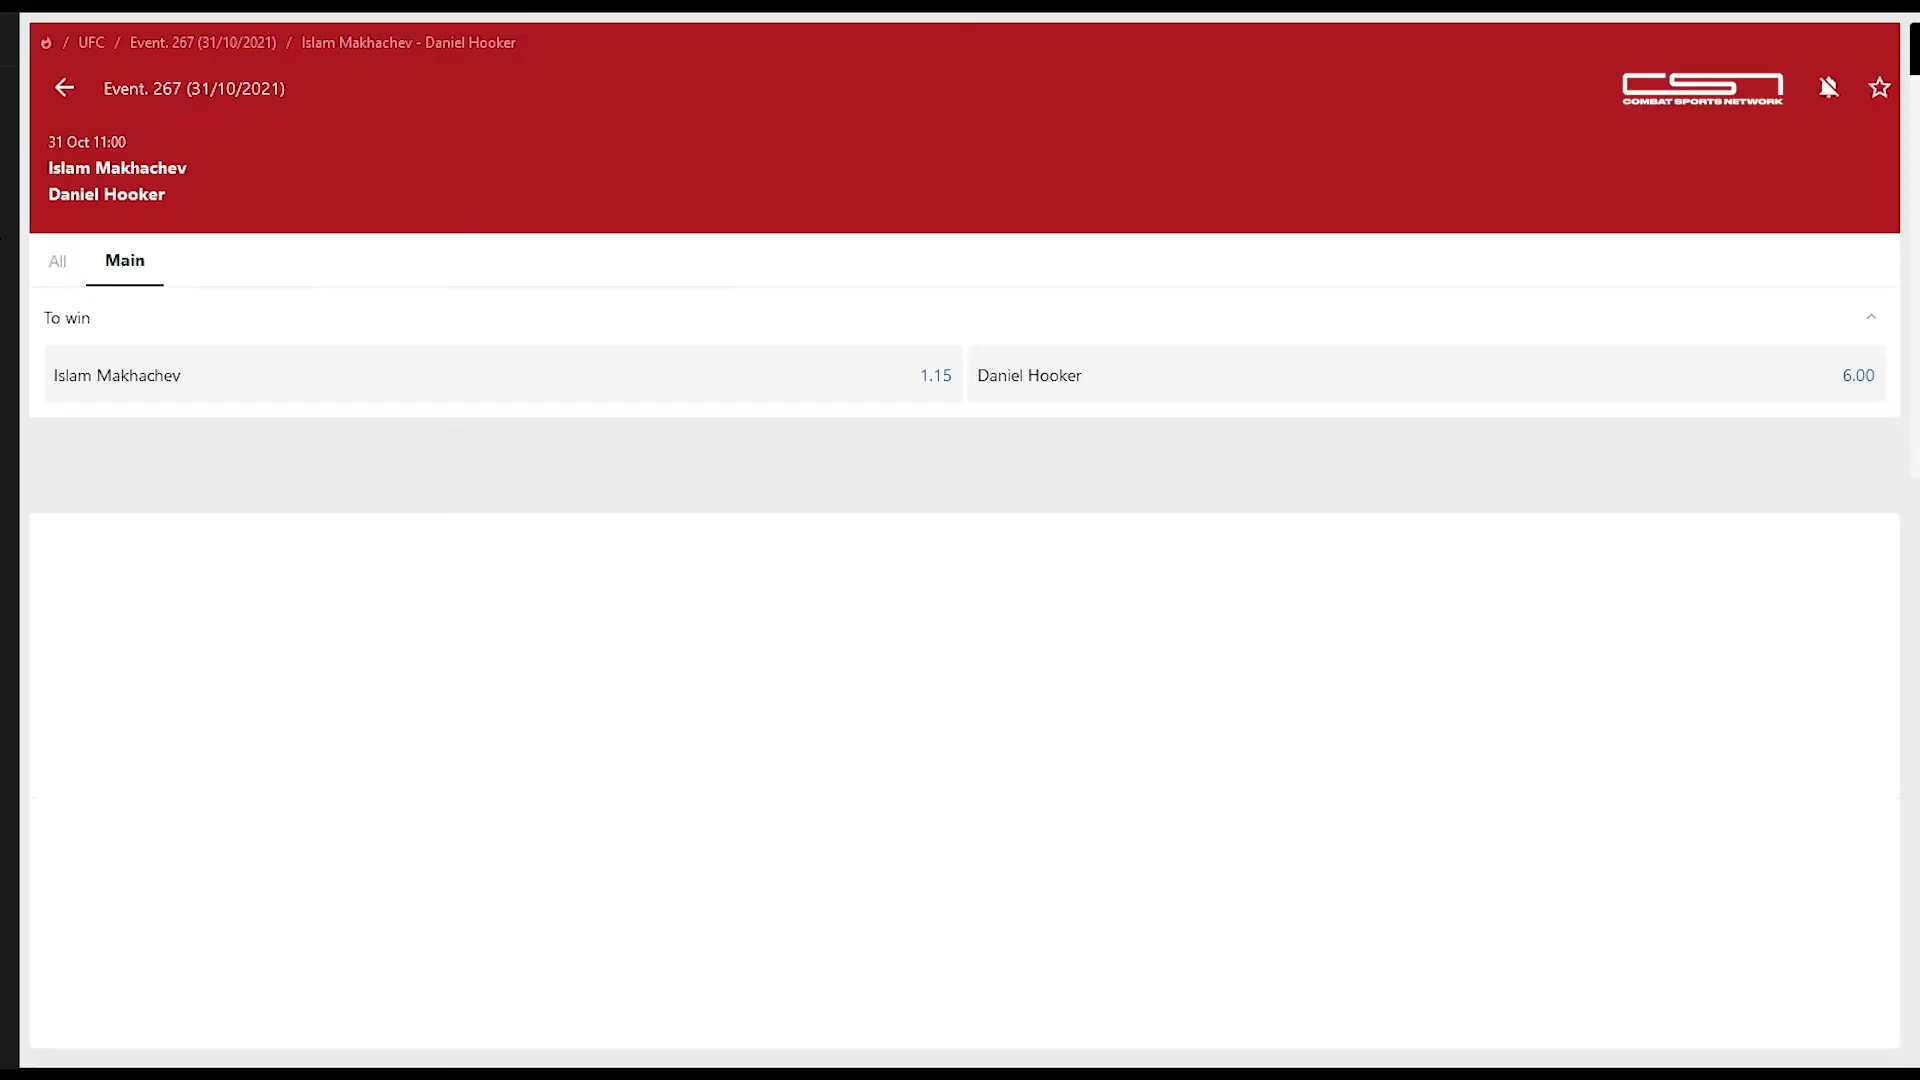 / UFC / Event. 267 (31/10/2021) / Islam Makhachev - Daniel Hooker
Event. 267 (31/10/2021)
CSN
COMBAT SPORTS NETWORK
31 Oct 11:00
Islam Makhachev
Daniel Hooker
All Main
To win
Islam Makhachev 1.15 Daniel Hooker 6.00